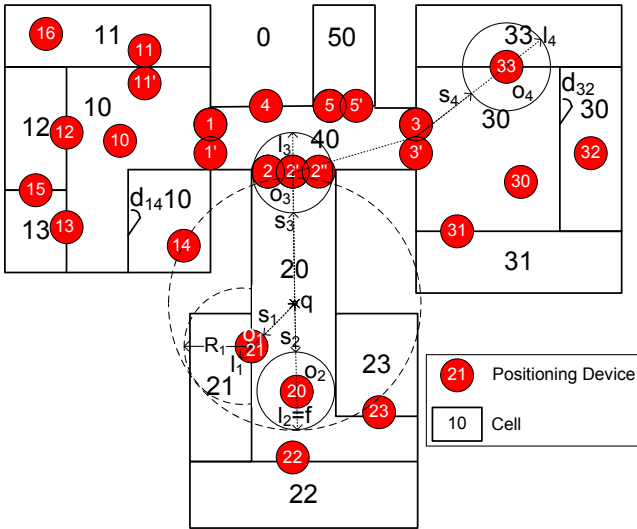 16
11
11
11'
0
50
33
l4
33
o4
s4
30
d32
30
12
12
10
10
1
1'
4
5
5'
3
3'
40
l3
2
2'
2"
o3
s3
32
30
15
13
13
d14
10
14
31
31
20
q
s1
s2
o1
21
R1
l1
21
o2
20
l2=f
23
23
22
22
21
Positioning Device
10
Cell